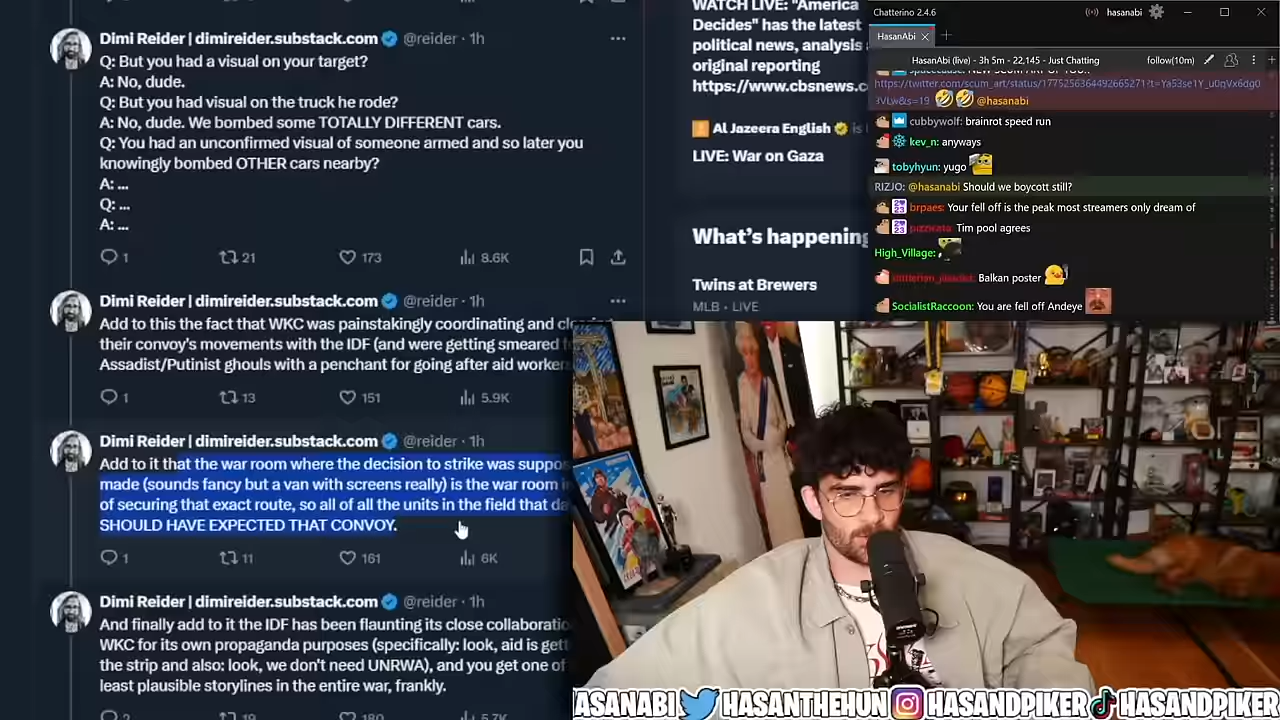 Dimi Reider | dimireider.substack.com @reider · 1h
Q: But you had a visual on your target?
A: No, dude.
Q: But you had visual on the truck he rode?
A: No, dude. We bombed some TOTALLY DIFFERENT cars.
Q: You had an unconfirmed visual of someone armed and so later you
knowingly bombed OTHER cars nearby?
A: ...
Q: ...
A: ...
1 21 173 8.6K
Dimi Reider | dimireider.substack.com @reider · 1h
Add to this the fact that WKC was painstakingly coordinating and
their convoy's movements with the IDF (and were getting smeared
Assadist/Putinist ghouls with a penchant for going after aid
1 13 151 5.9K
Dimi Reider | dimireider.substack.com @reider · 1h
Add to it that the war room where the decision to strike was
made (sounds fancy but a van with screens really) is the war room
of securing that exact route, so all of all the units in the field that
SHOULD HAVE EXPECTED THAT CONVOY.
1 11 161 6K
Dimi Reider | dimireider.substack.com @reider · 1h
And finally add to it the IDF has been flaunting its close
WKC for its own propaganda purposes (specifically: look, aid is
the strip and also: look, we don't need UNRWA), and you get one of
least plausible storylines in the entire war, frankly.
WATCH LIVE: "America
Decides" has the latest
political news, analysis
original reporting
https://www.cbsnews.c
Al Jazeera English
LIVE: War on Gaza
What's happening
Twins at Brewers
MLB · LIVE
Chatterino 2.4.6
hasanabi
HasanAbi
HasanAbi (live) - 3h 5m - 22,145 - Just Chatting
follow(10m)
@hasanabi
cubbywolf: brainrot speed run
kev_n: anyways
tobyhyun: yugo
RIZJO: @hasanabi Should we boycott still?
brpaes: Your fell off is the peak most streamers only dream of
Tim pool agrees
High_Village:
Balkan poster
SocialistRaccoon: You are fell off Andeye
ASANABI HASANTHEHUN HASANDPIKER HASANDPIKER